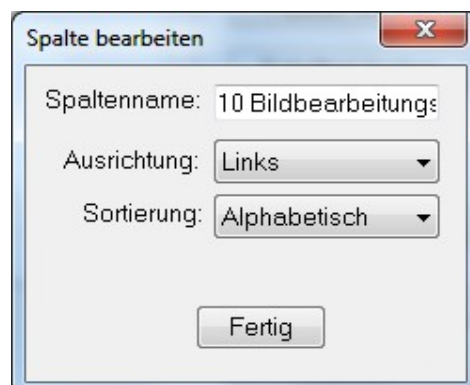 Spalte bearbeiten
Spaltenname: 10 Bildbearbeitungs
Ausrichtung: Links
Sortierung: Alphabetisch
Fertig